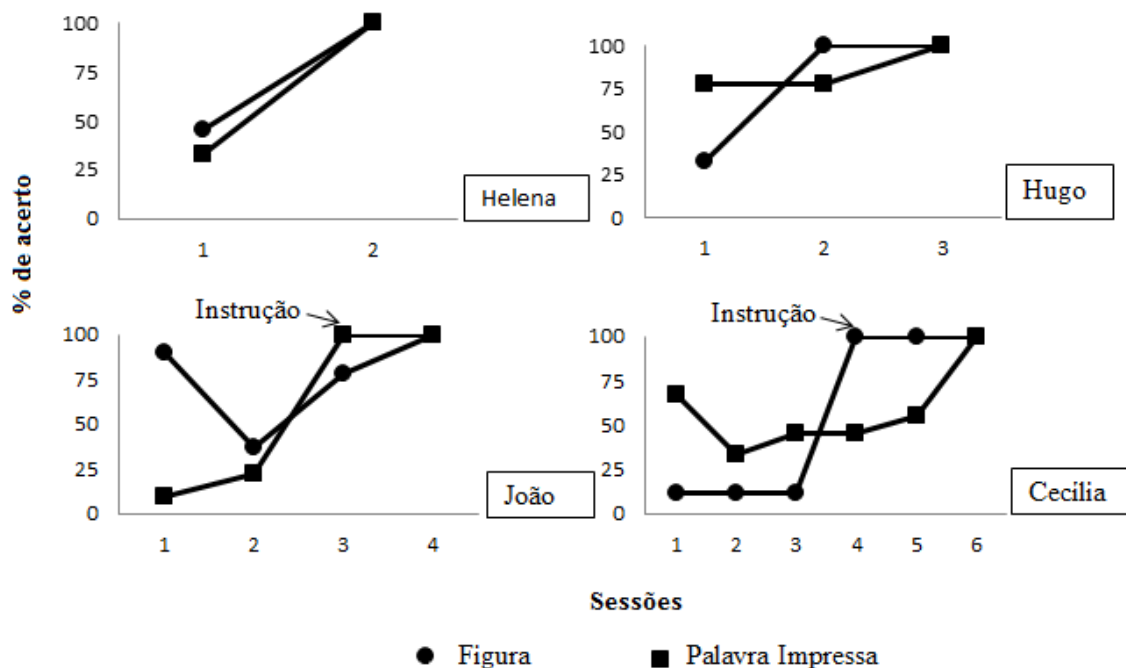 % de acerto
100
75
50
25
0
1 2
Helena
100
75
50
25
0
1 2 3
Hugo
Instrução
100
75
50
25
0
1 2 3 4
João
Instrução
100
75
50
25
0
1 2 3 4 5 6
Cecília
Sessões
Figura Palavra Impressa